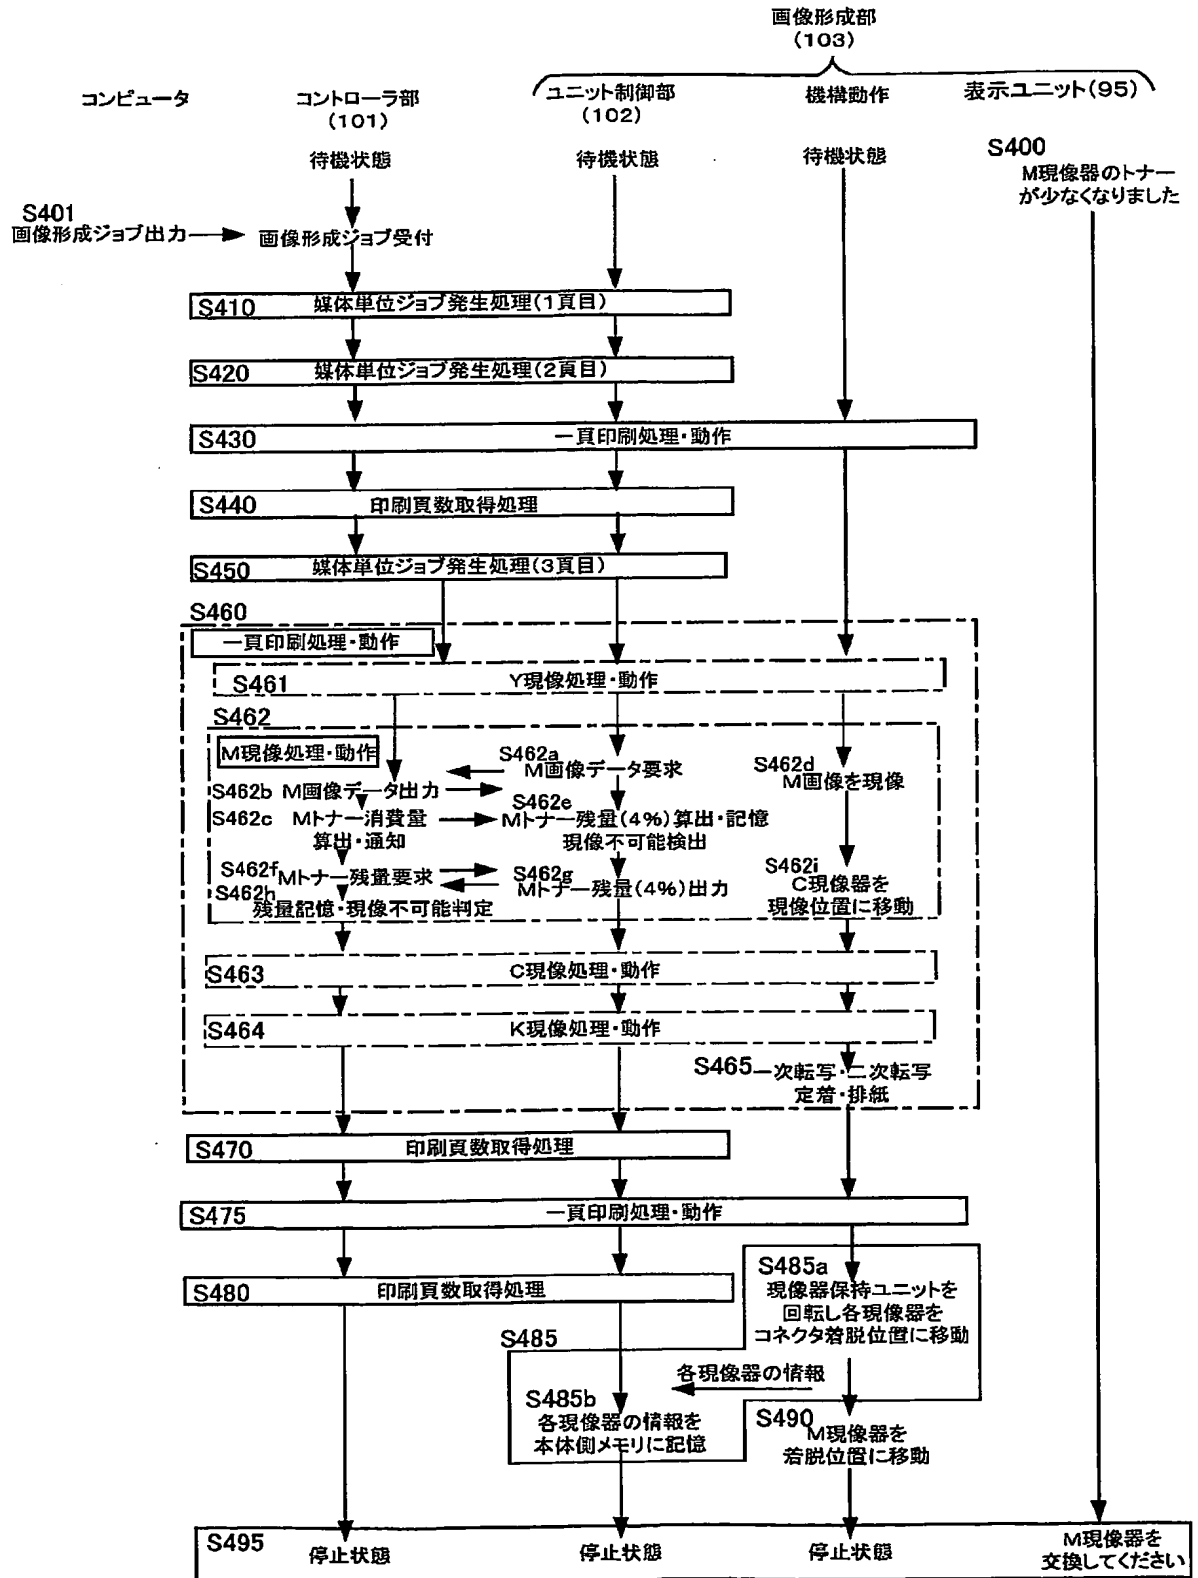 画像形成部
(103)
コンピュータ
コントローラ部
(101)
ユニット制御部
(102)
機構動作
表示ユニット(95)
待機状態
待機状態
待機状態
S400
M現像器のトナー
が少なくなりました
S401
画像形成ジョブ出力
画像形成ジョブ受付
S410 媒体単位ジョブ発生処理(1頁目)
S420 媒体単位ジョブ発生処理(2頁目)
S430 一頁印刷処理・動作
S440 印刷頁数取得処理
S450 媒体単位ジョブ発生処理(3頁目)
S460
一頁印刷処理・動作
S461 Y現像処理・動作
S462
M現像処理・動作
S462a
M画像データ要求
S462b M画像データ出力
S462c Mトナー消費量
算出・通知
S462d
M画像を現像
S462e
Mトナー残量(4%)算出・記憶
現像不可能検出
S462f
Mトナー残量要求
S462g
Mトナー残量(4%)出力
S462h
残量記憶・現像不可能判定
S462i
C現像器を
現像位置に移動
S463 C現像処理・動作
S464 K現像処理・動作
S465 一次転写・二次転写
定着・排紙
S470 印刷頁数取得処理
S475 一頁印刷処理・動作
S480 印刷頁数取得処理
S485a
現像器保持ユニットを
回転し各現像器を
コネクタ着脱位置に移動
S485
各現像器の情報
S485b
各現像器の情報を
本体側メモリに記憶
S490
M現像器を
着脱位置に移動
S495 停止状態 停止状態 停止状態
M現像器を
交換してください